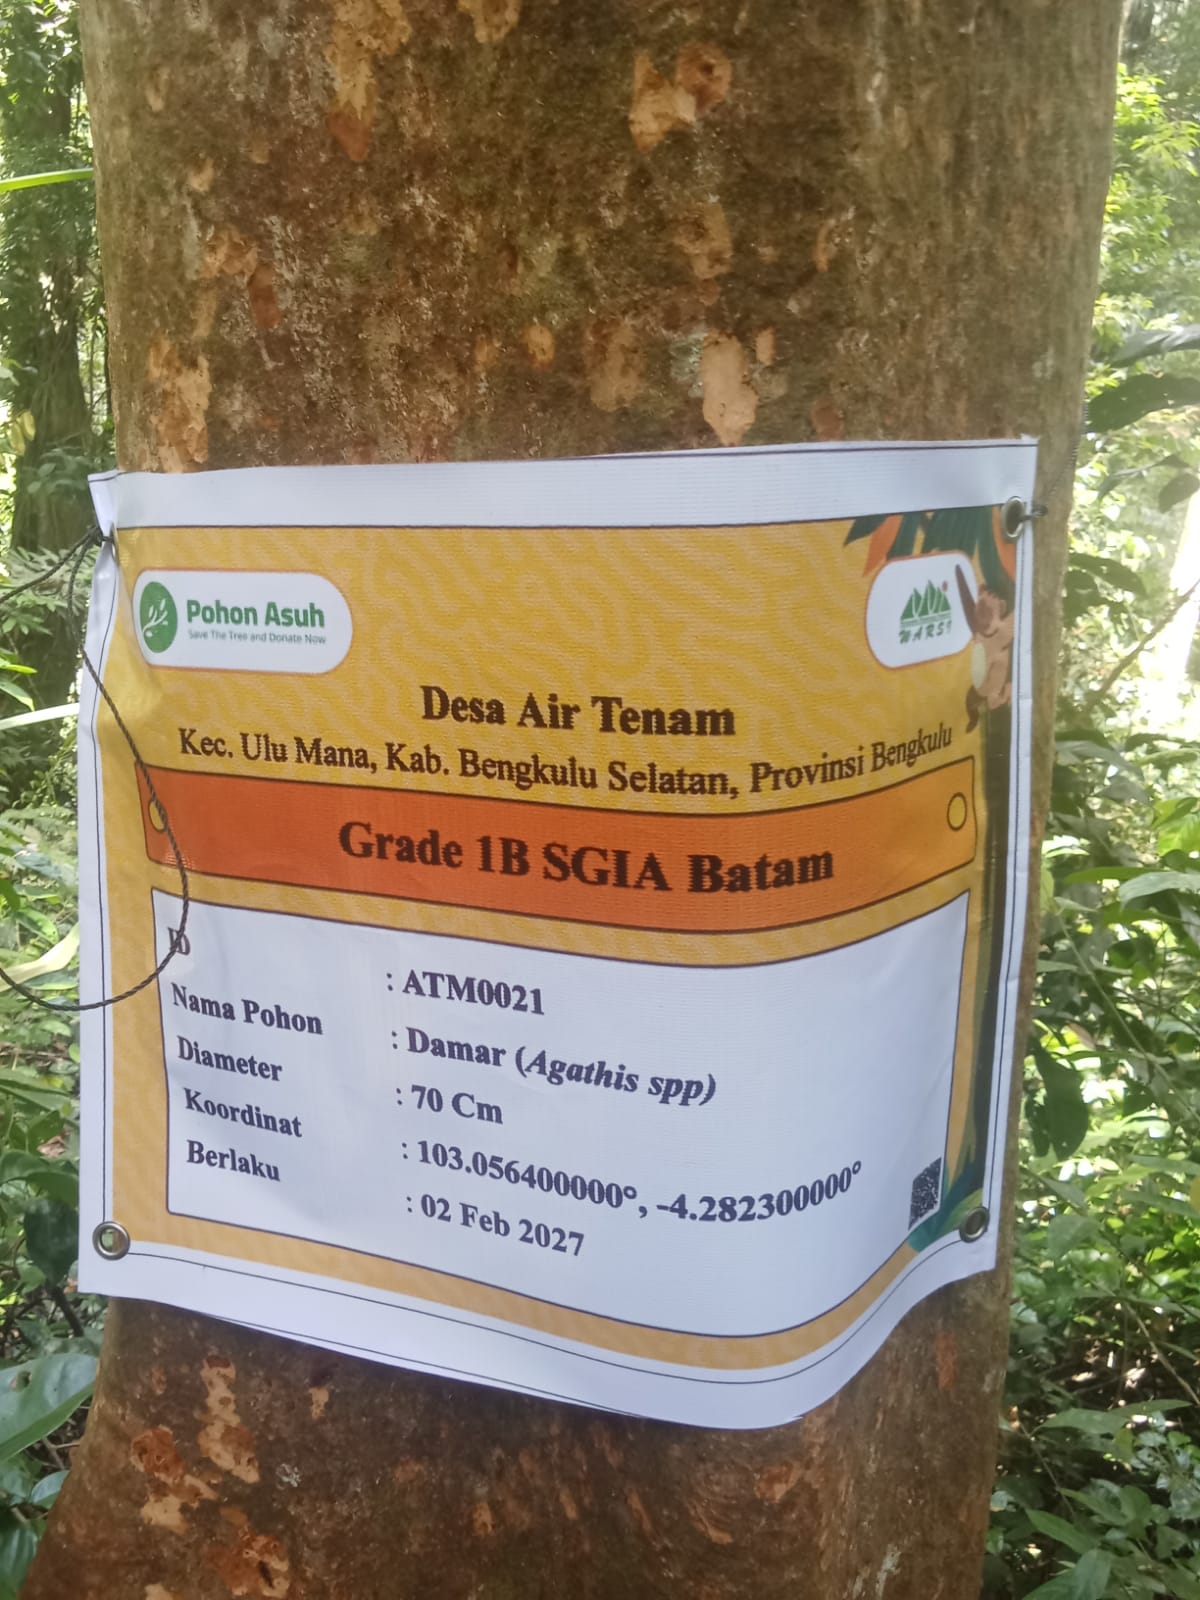 Pohon Asuh
Save The Tree and Donate Now
WARSI
Desa Air Tenam
Kec. Ulu Mana, Kab. Bengkulu Selatan, Provinsi Bengkulu
Grade 1B SGIA Batam
ID : ATM0021
Nama Pohon : Damar (Agathis spp)
Diameter : 70 Cm
Koordinat : 103.056400000°, -4.282300000°
Berlaku : 02 Feb 2027